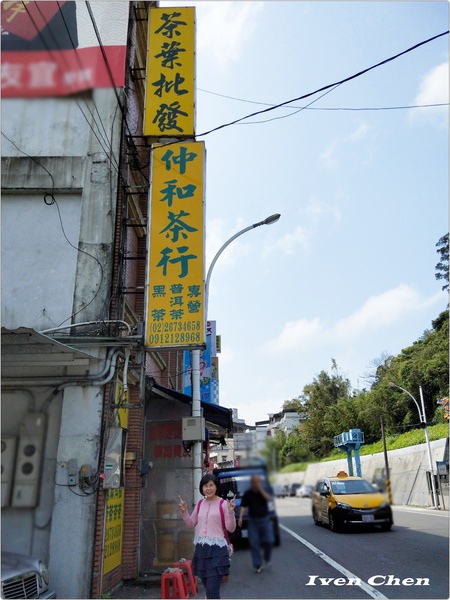 茶葉批發
仲和茶行
專營
普洱茶
黑茶
(02)26734658
0912128968
Iven Chen